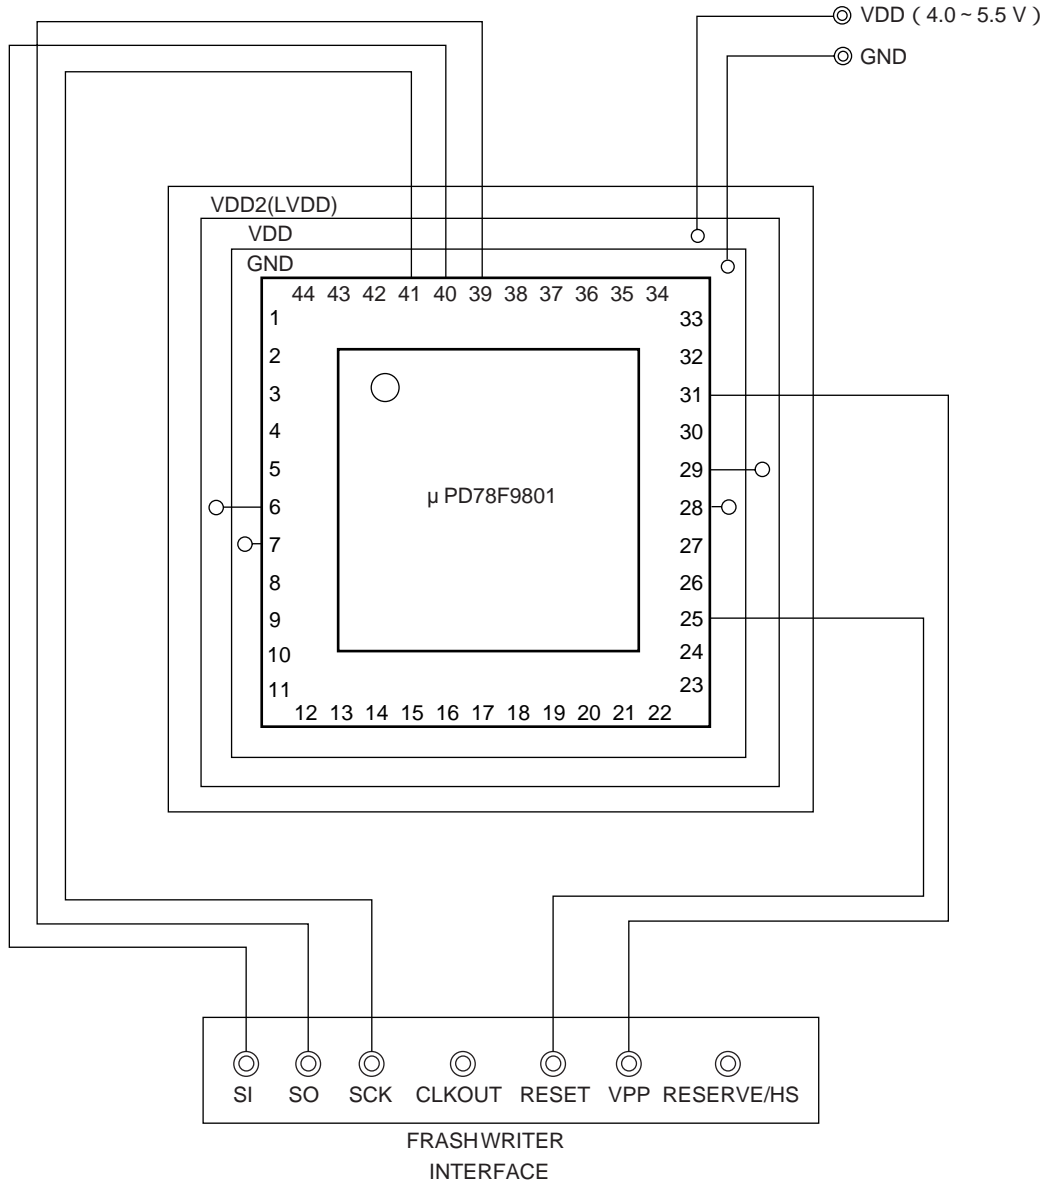 VDD ( 4.0 ~ 5.5 V )
GND
VDD2(LVDD)
VDD
GND
44 43 42 41 40 39 38 37 36 35 34
1 33
2 32
3 31
4 30
5 29
6 28
7 27
8 26
9 25
10 24
11 23
μ PD78F9801
12 13 14 15 16 17 18 19 20 21 22
SI SO SCK CLKOUT RESET VPP RESERVE/HS
FRASHWRITER
INTERFACE